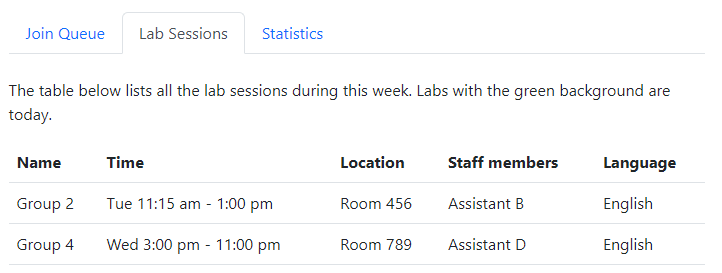 Join Queue Lab Sessions Statistics
The table below lists all the lab sessions during this week. Labs with the green background are
today.
Name Time Location Staff members Language
Group 2 Tue 11:15 am - 1:00 pm Room 456 Assistant B English
Group 4 Wed 3:00 pm - 11:00 pm Room 789 Assistant D English